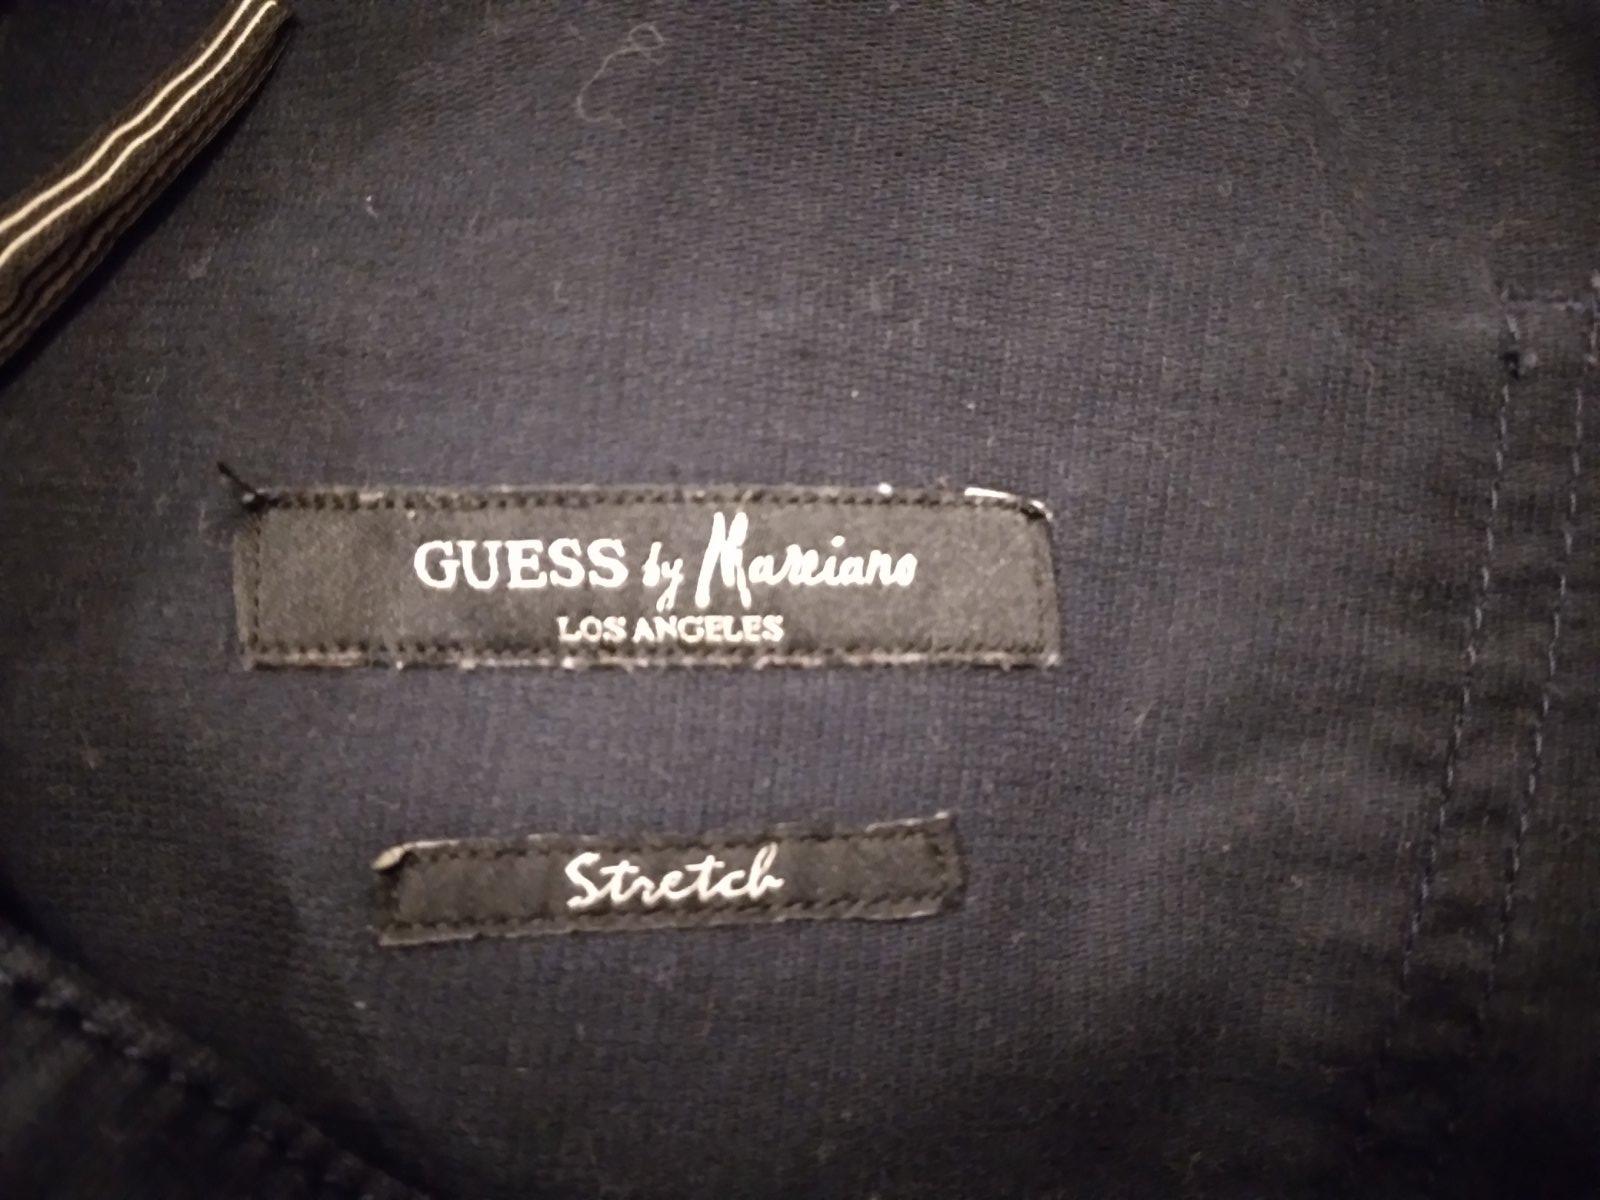 GUESS by Marciano
LOS ANGELES
Stretch